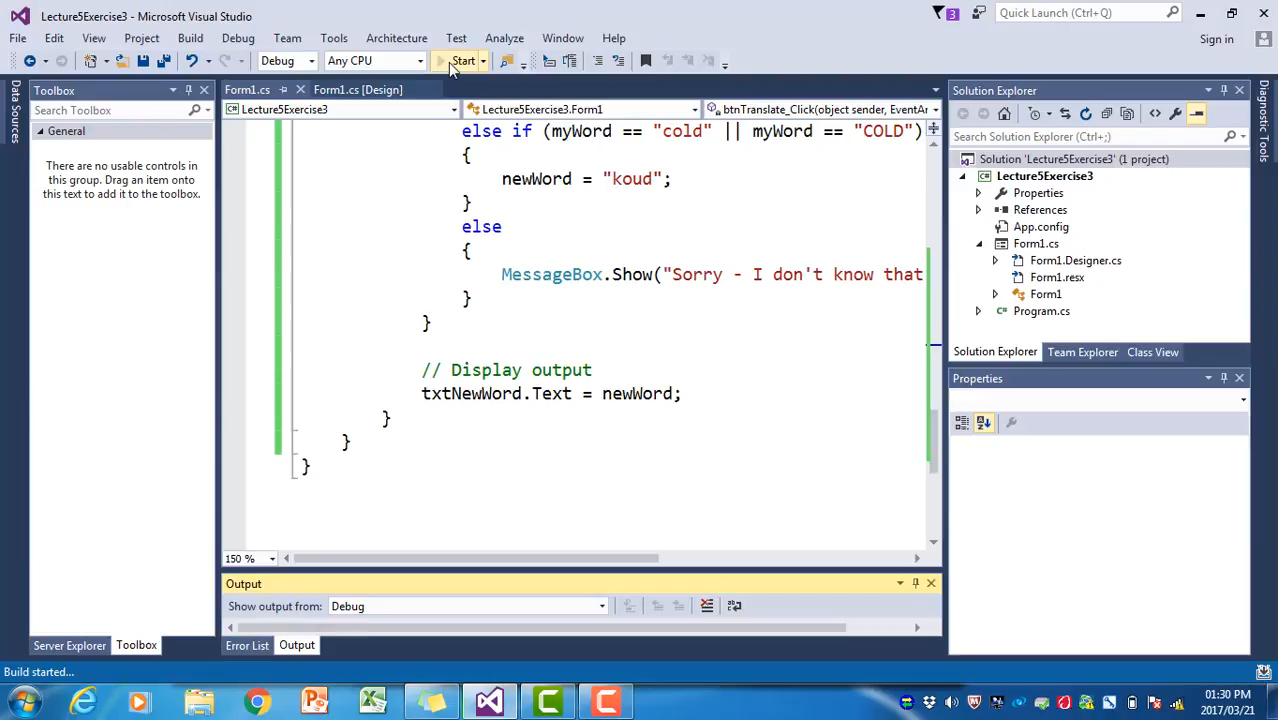 Lecture5Exercise3 - Microsoft Visual Studio
3
Quick Launch (Ctrl+Q)
File Edit View Project Build Debug Team Tools Test Architecture Analyze Window Help
Sign in
Debug Any CPU Start
Data Sources
Toolbox
Search Toolbox
General
There are no usable controls in
this group. Drag an item onto
this text to add it to the toolbox.
Server Explorer Toolbox
Form1.cs Form1.cs [Design]
Lecture5Exercise3 Lecture5Exercise3.Form1 btnTranslate_Click(object sender, EventAr
else if (myWord == "cold" || myWord == "COLD")
{
newWord = "koud";
}
else
{
MessageBox.Show("Sorry - I don't know that
}
}
// Display output
txtNewWord.Text = newWord;
}
}
}
150 %
Output
Show output from: Debug
Error List Output
Solution Explorer
Search Solution Explorer (Ctrl+;)
Solution 'Lecture5Exercise3' (1 project)
Lecture5Exercise3
Properties
References
App.config
Form1.cs
Form1.Designer.cs
Form1.resx
Form1
Program.cs
Solution Explorer Team Explorer Class View
Properties
Diagnostic Tools
Build started...
01:30 PM
2017/03/21